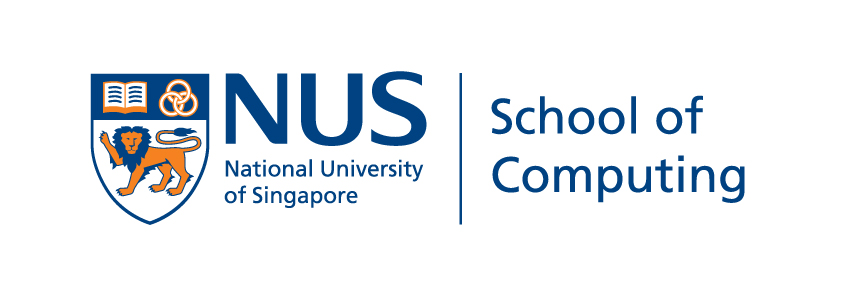 NUS
National University
of Singapore
School of
Computing